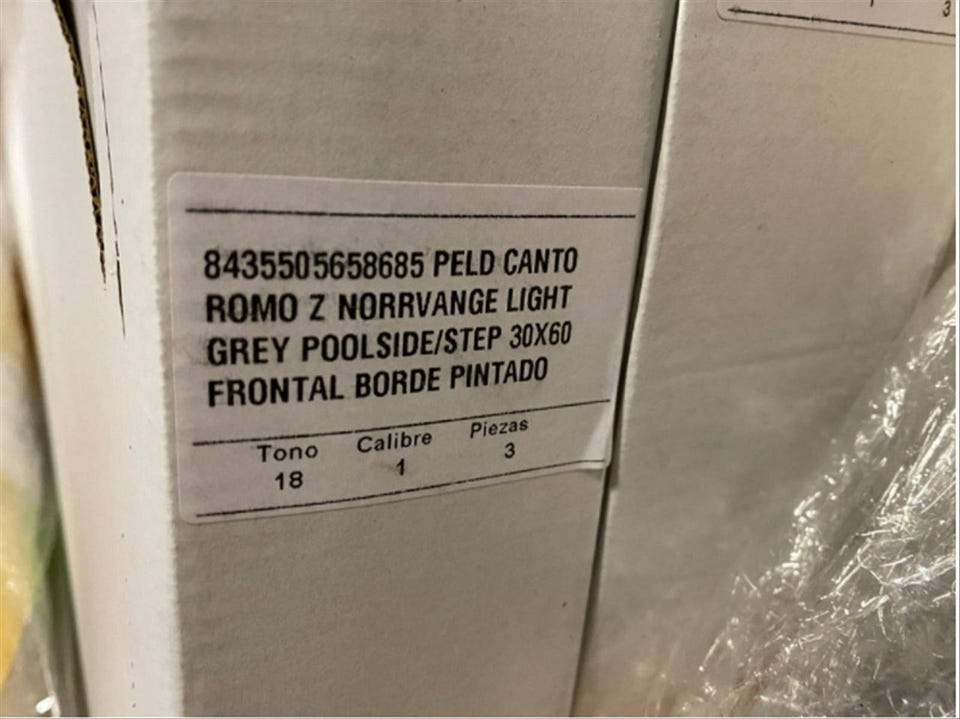 8435505658685 PELD CANTO
ROMO Z NORRVANGE LIGHT
GREY POOLSIDE/STEP 30X60
FRONTAL BORDE PINTADO
Tono Calibre Piezas
18 1 3
3